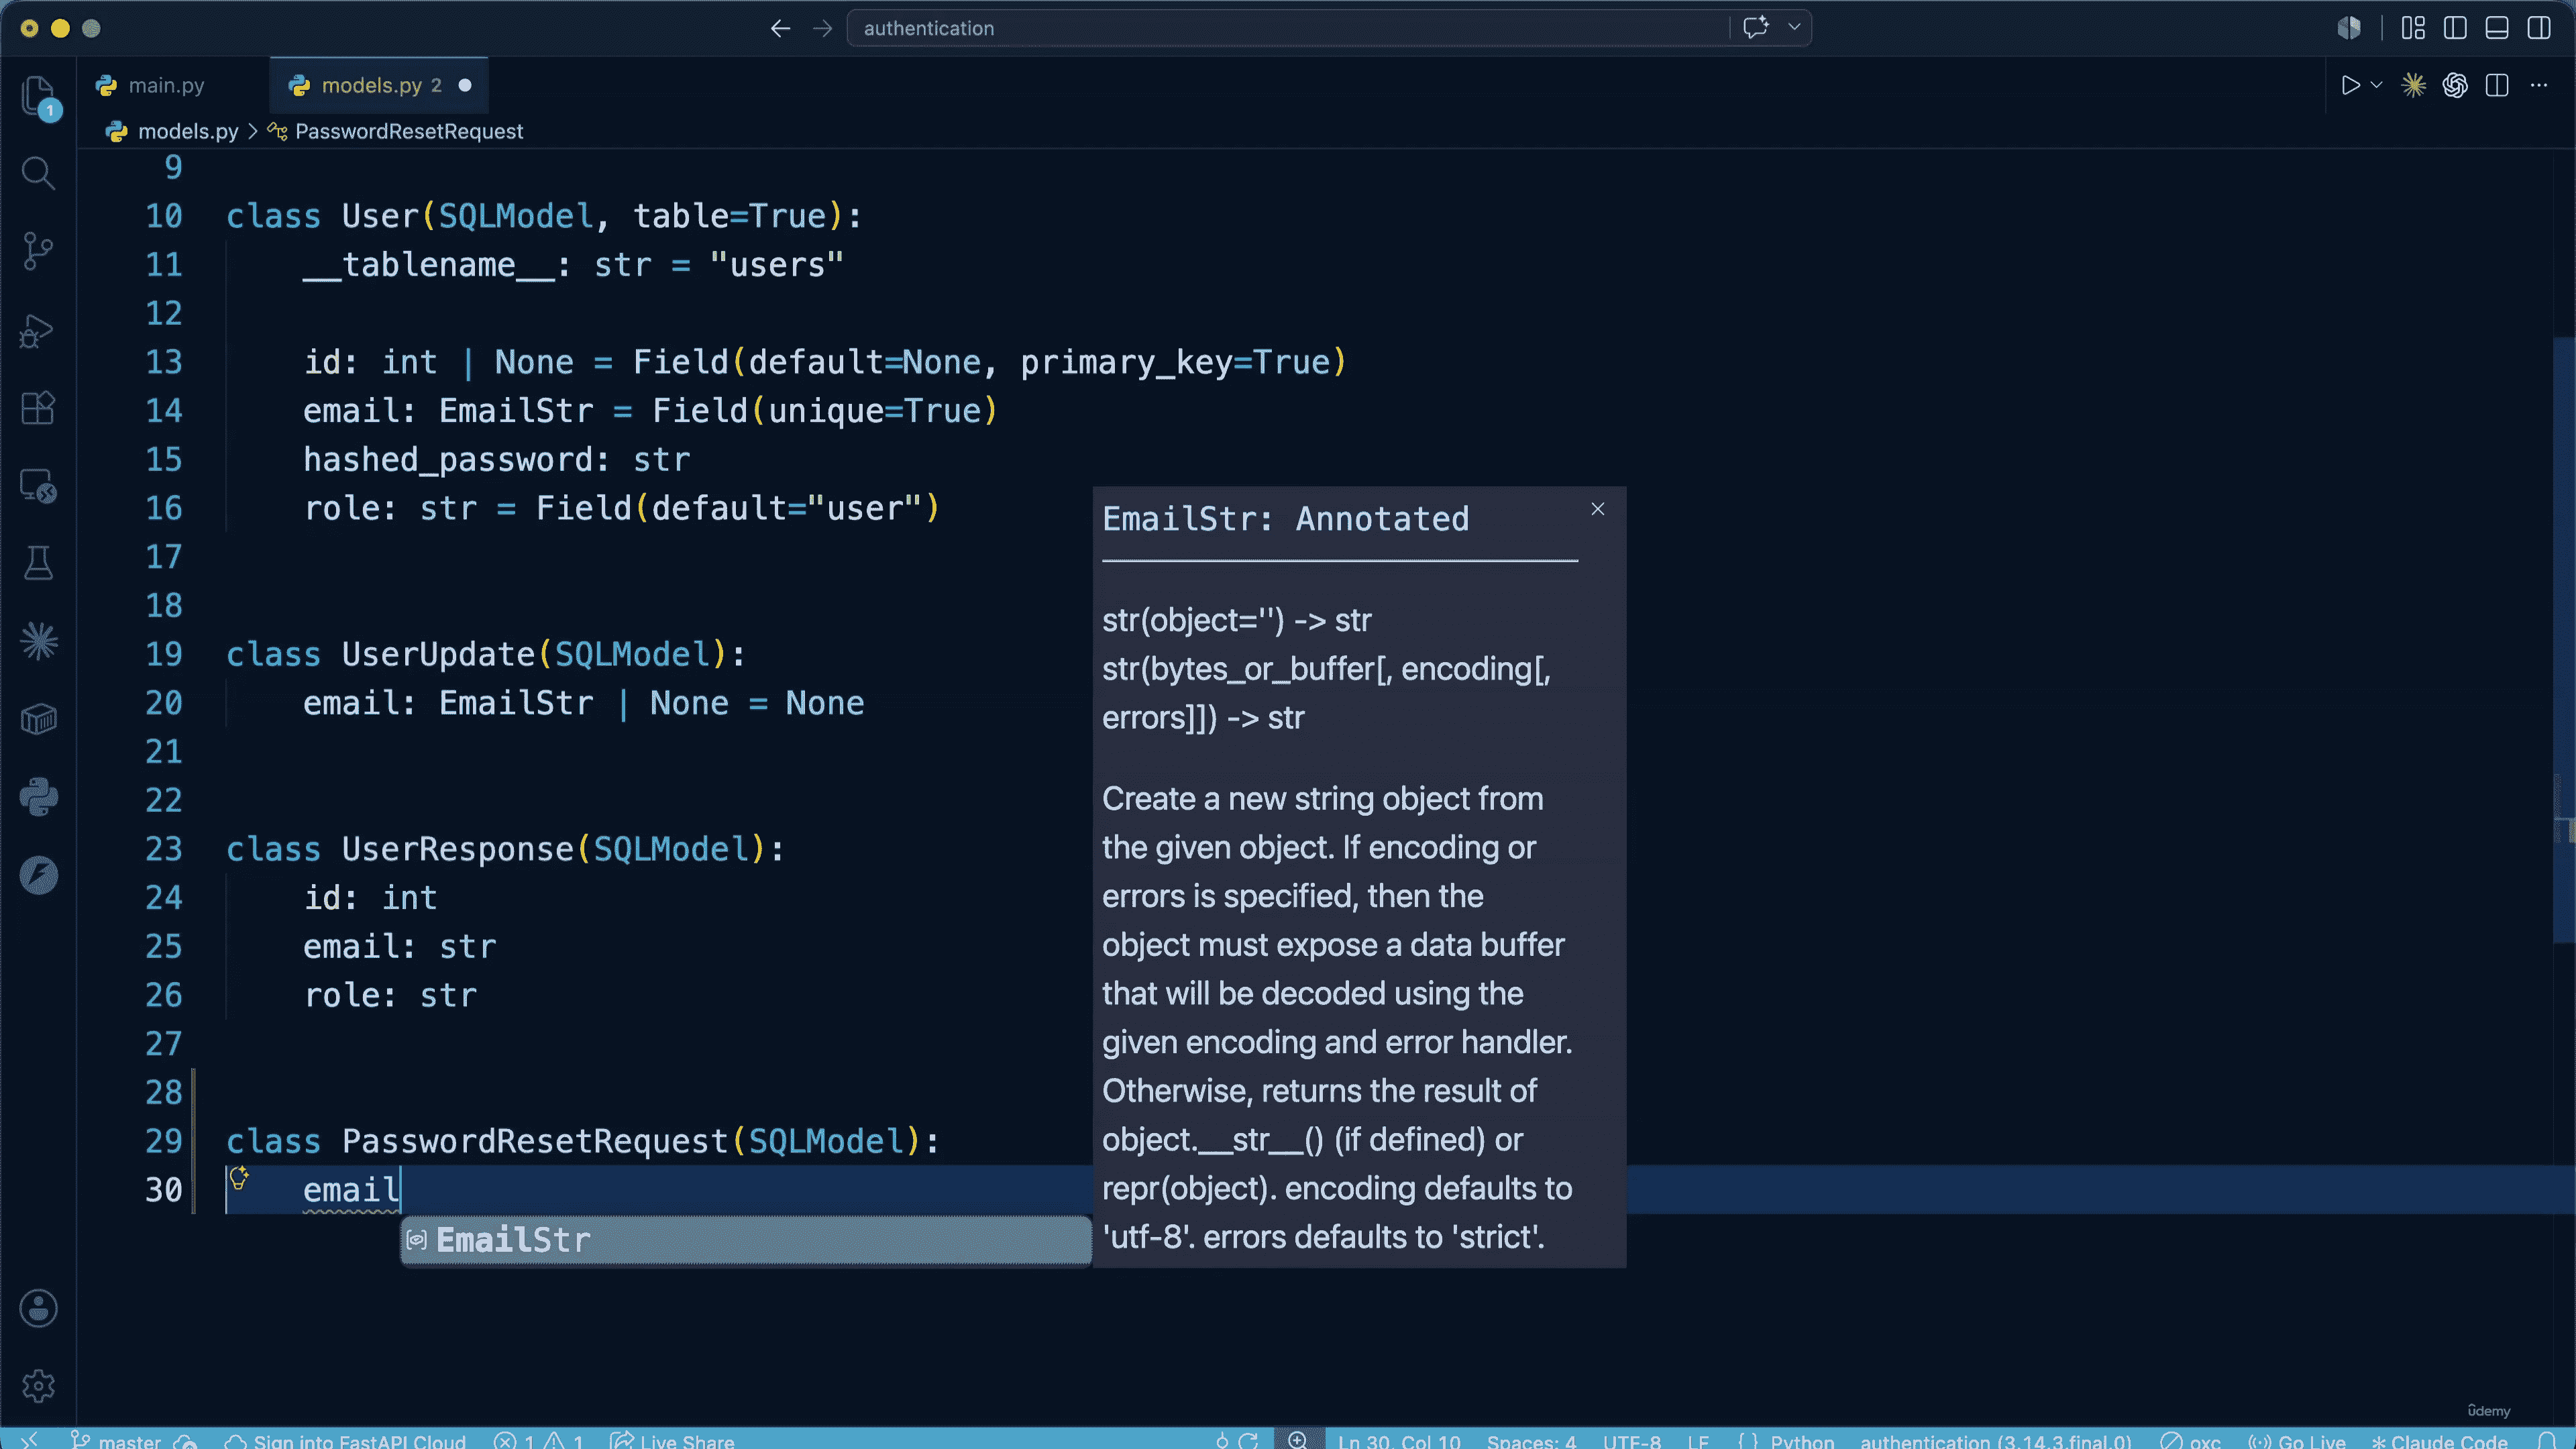 authentication
main.py
models.py 2
models.py > PasswordResetRequest
9
10 class User(SQLModel, table=True):
11 __tablename__: str = "users"
12
13 id: int | None = Field(default=None, primary_key=True)
14 email: EmailStr = Field(unique=True)
15 hashed_password: str
16 role: str = Field(default="user")
17
18
19 class UserUpdate(SQLModel):
20 email: EmailStr | None = None
21
22
23 class UserResponse(SQLModel):
24 id: int
25 email: str
26 role: str
27
28
29 class PasswordResetRequest(SQLModel):
30 email
EmailStr
EmailStr: Annotated
str(object='') -> str
str(bytes_or_buffer[, encoding[,
errors]]) -> str
Create a new string object from
the given object. If encoding or
errors is specified, then the
object must expose a data buffer
that will be decoded using the
given encoding and error handler.
Otherwise, returns the result of
object.__str__() (if defined) or
repr(object). encoding defaults to
'utf-8'. errors defaults to 'strict'.
1
ûdemy
master Sign into FastAPI Cloud 1 1 Live Share Ln 30, Col 10 Spaces: 4 UTF-8 LF {} Python authentication (3.14.3.final.0) oxc Go Live Claude Code